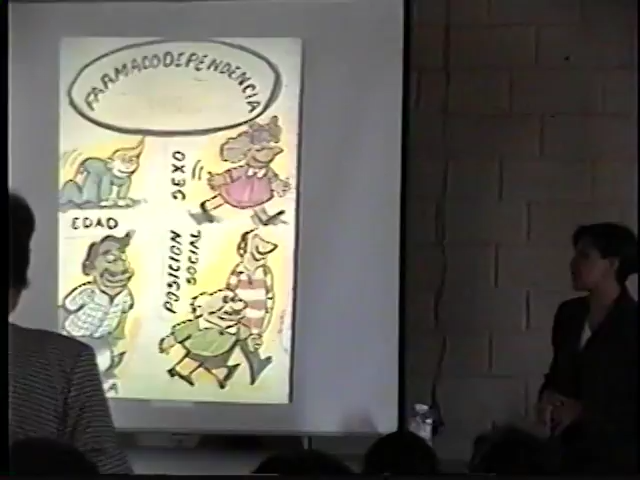 FARMACODEPENDENCIA
SEXO
EDAD
POSICION
SOCIAL